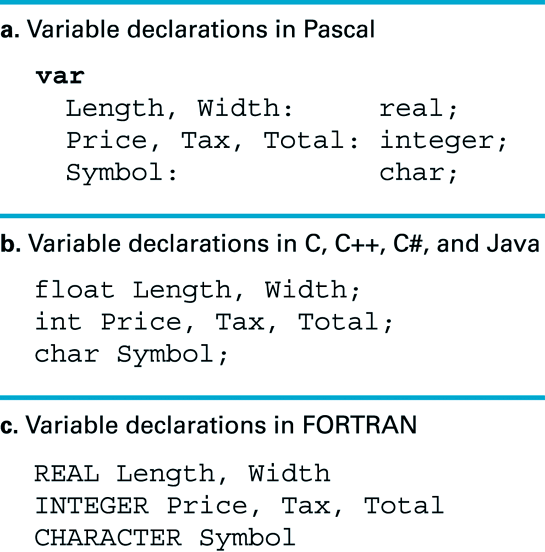 a. Variable declarations in Pascal
var
Length, Width: real;
Price, Tax, Total: integer;
Symbol: char;
b. Variable declarations in C, C++, C#, and Java
float Length, Width;
int Price, Tax, Total;
char Symbol;
c. Variable declarations in FORTRAN
REAL Length, Width
INTEGER Price, Tax, Total
CHARACTER Symbol